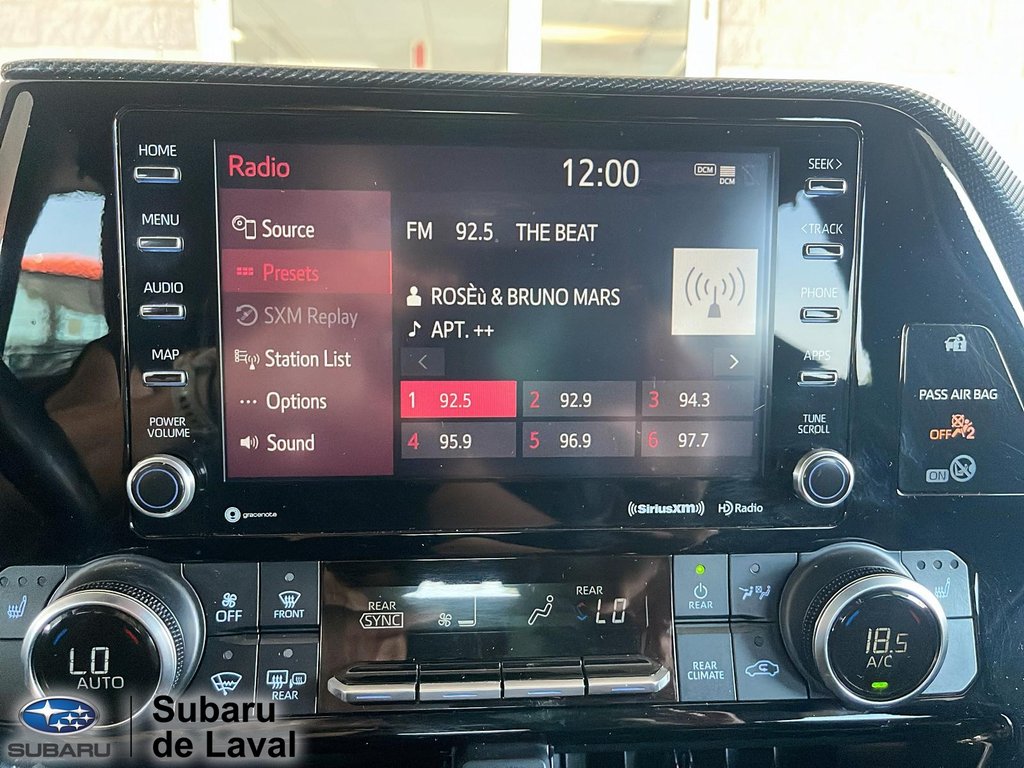 HOME
MENU
AUDIO
MAP
POWER
VOLUME
Radio
12:00
DCM
DCM
Source
Presets
SXM Replay
Station List
Options
Sound
FM 92.5 THE BEAT
ROSÈù & BRUNO MARS
APT. ++
1 92.5
2 92.9
3 94.3
4 95.9
5 96.9
6 97.7
gracenote
((SiriusXM))
HD Radio
SEEK>
<TRACK
PHONE
APPS
TUNE
SCROLL
PASS AIR BAG
OFF 2
ON
LO
AUTO
OFF
FRONT
REAR
REAR
SYNC
REAR
LO
REAR
REAR
CLIMATE
18.5
A/C
SUBARU
Subaru
de Laval